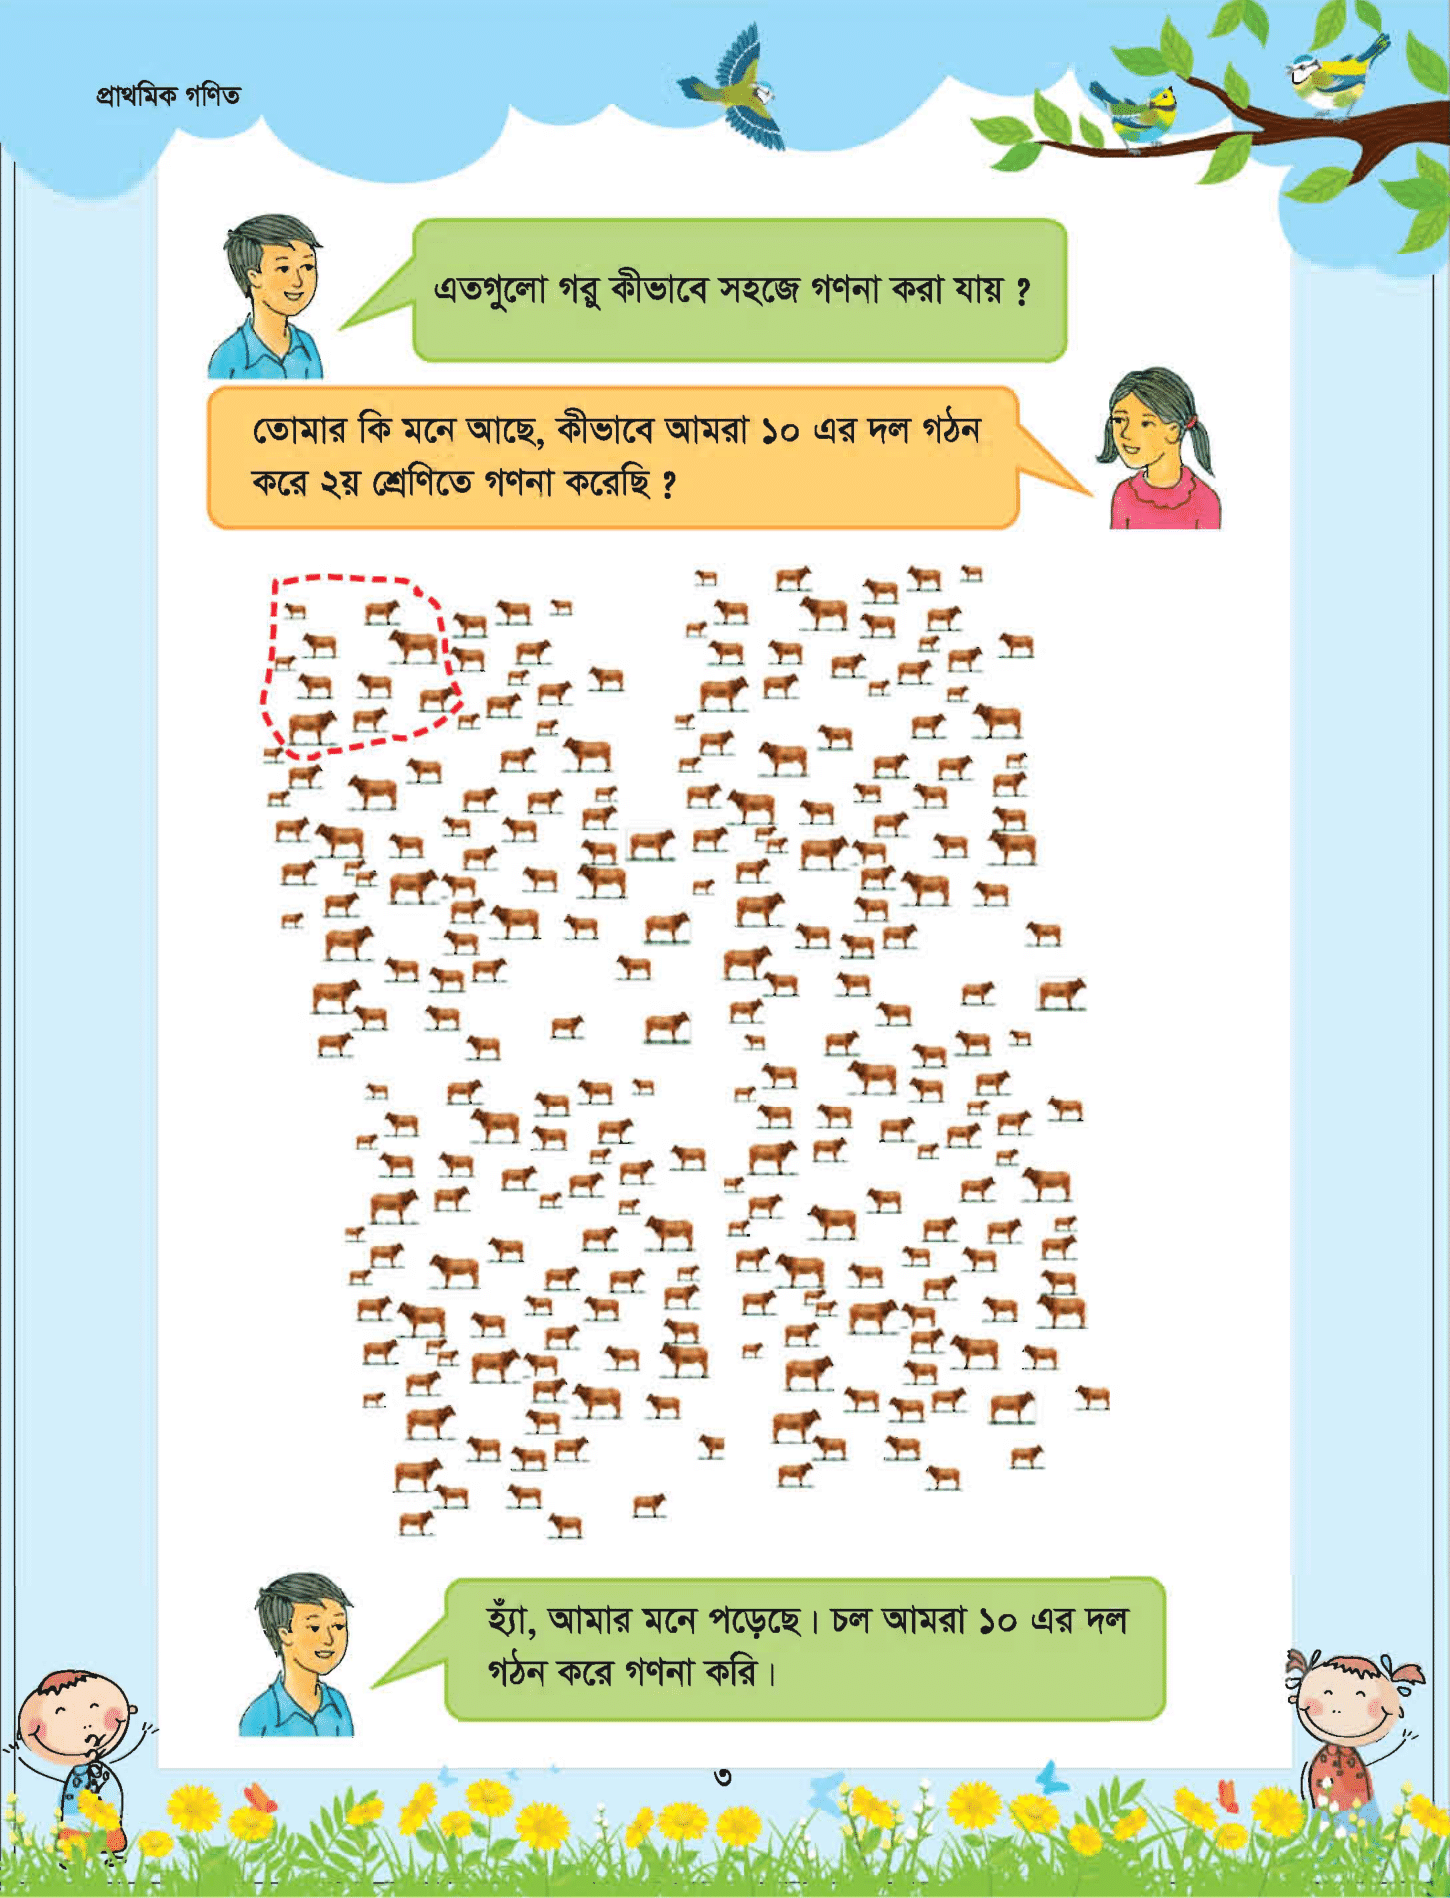 প্রাথমিক গণিত
এতগুলো গরু কীভাবে সহজে গণনা করা যায় ?
তোমার কি মনে আছে, কীভাবে আমরা ১০ এর দল গঠন
করে ২য় শ্রেণিতে গণনা করেছি ?
হ্যাঁ, আমার মনে পড়েছে। চল আমরা ১০ এর দল
গঠন করে গণনা করি।
৩